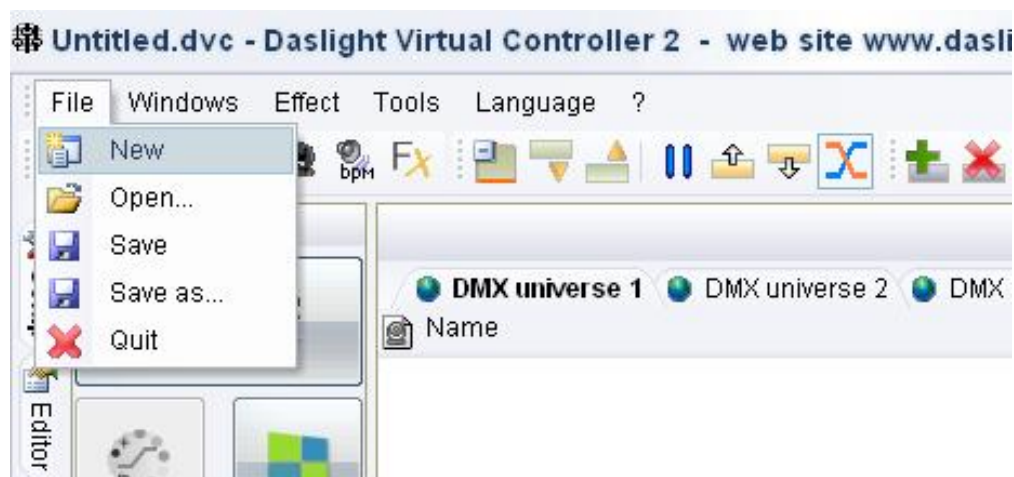 Untitled.dvc - Daslight Virtual Controller 2 - web site www.dasli
File Windows Effect Tools Language ?
New
bpm Fx
Open...
Save
Save as...
Quit
DMX universe 1 DMX universe 2 DMX
Name
Editor